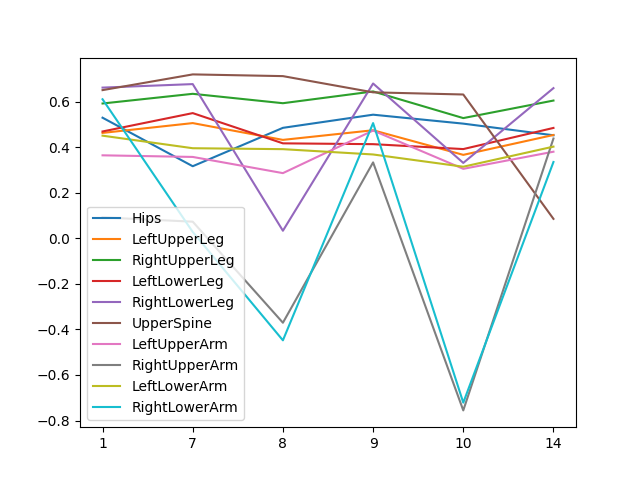 0.6
0.4
0.2
0.0
−0.2
−0.4
−0.6
−0.8
Hips
LeftUpperLeg
RightUpperLeg
LeftLowerLeg
RightLowerLeg
UpperSpine
LeftUpperArm
RightUpperArm
LeftLowerArm
RightLowerArm
1 7 8 9 10 14